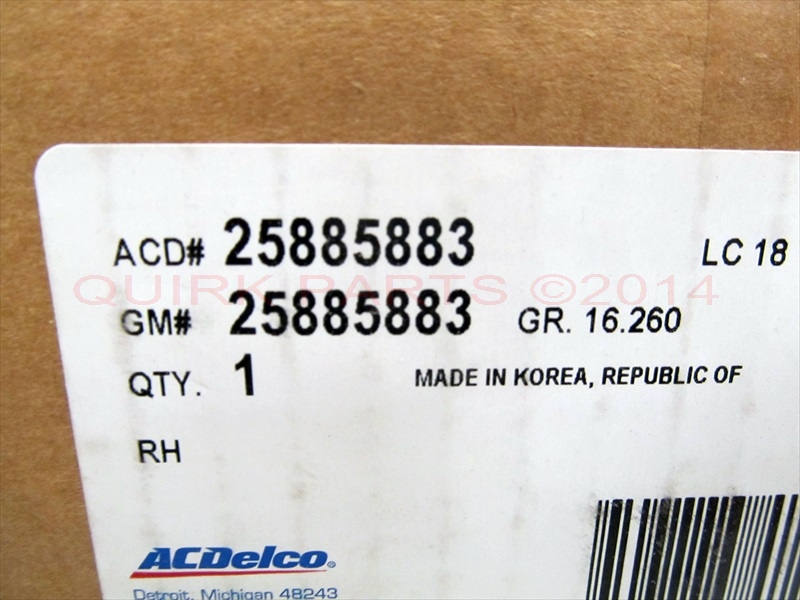 ACD# 25885883 LC 18
QUIRK PARTS ©2014
GM# 25885883 GR. 16.260
QTY. 1 MADE IN KOREA, REPUBLIC OF
RH
ACDelco®
Detroit, Michigan 48243